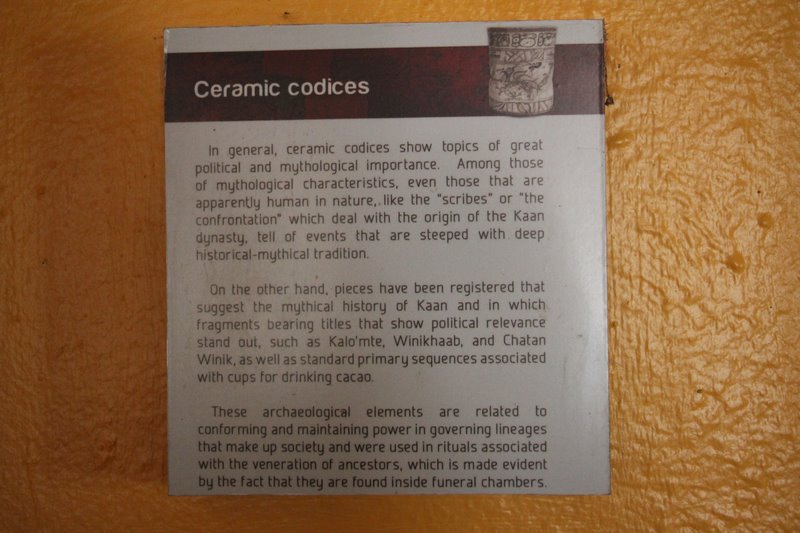 Ceramic codices
In general, ceramic codices show topics of great
political and mythological importance. Among those
of mythological characteristics, even those that are
apparently human in nature,.like the "scribes" or "the
confrontation" which deal with the origin of the Kaan
dynasty, tell of events that are steeped with deep
historical-mythical tradition.
On the other hand, pieces have been registered that
suggest the mythical history of Kaan and in which
fragments bearing titles that show political relevance
stand out, such as Kalo'mte, Winikhaab, and Chatan
Winik, as well as standard primary sequences associated
with cups for drinking cacao.
These archaeological elements are related to
conforming and maintaining power in governing lineages
that make up society and were used in rituals associated
with the veneration of ancestors, which is made evident
by the fact that they are found inside funeral chambers.